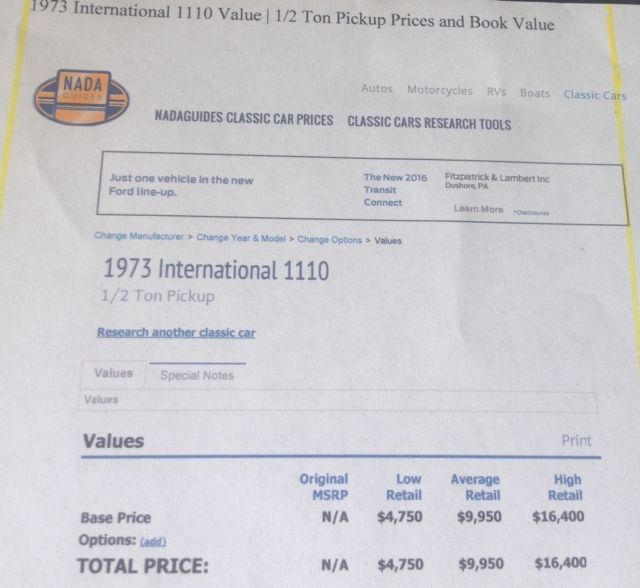 1973 International 1110 Value | 1/2 Ton Pickup Prices and Book Value
NADA
GUIDES
Autos Motorcycles RVs Boats Classic Cars
NADAGUIDES CLASSIC CAR PRICES CLASSIC CARS RESEARCH TOOLS
Just one vehicle in the new
Ford line-up.
The New 2016
Transit
Connect
Fitzpatrick & Lambert Inc
Dushore, PA
Learn More *Disclosures
Change Manufacturer > Change Year & Model > Change Options > Values
1973 International 1110
1/2 Ton Pickup
Research another classic car
Values Special Notes
Values
Values Print
Original Low Average High
MSRP Retail Retail Retail
Base Price N/A $4,750 $9,950 $16,400
Options: (add)
TOTAL PRICE: N/A $4,750 $9,950 $16,400